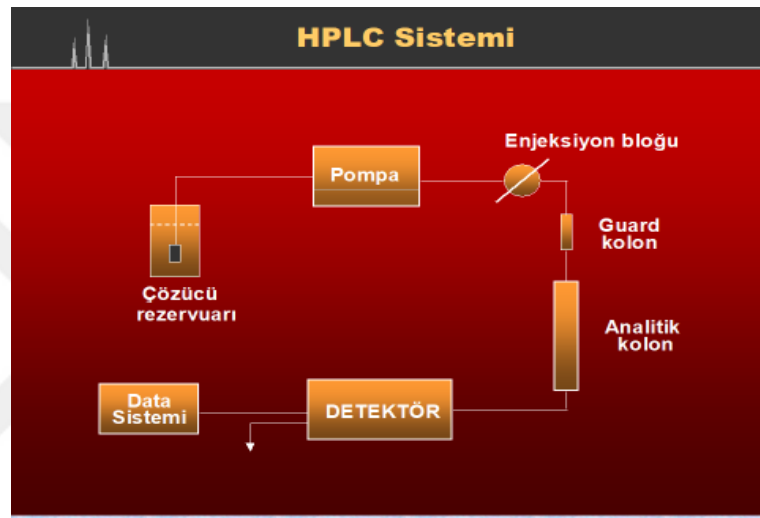 HPLC Sistemi
Enjeksiyon bloğu
Pompa
Guard
kolon
Çözücü
rezervuarı
Analitik
kolon
Data
Sistemi
DETEKTÖR